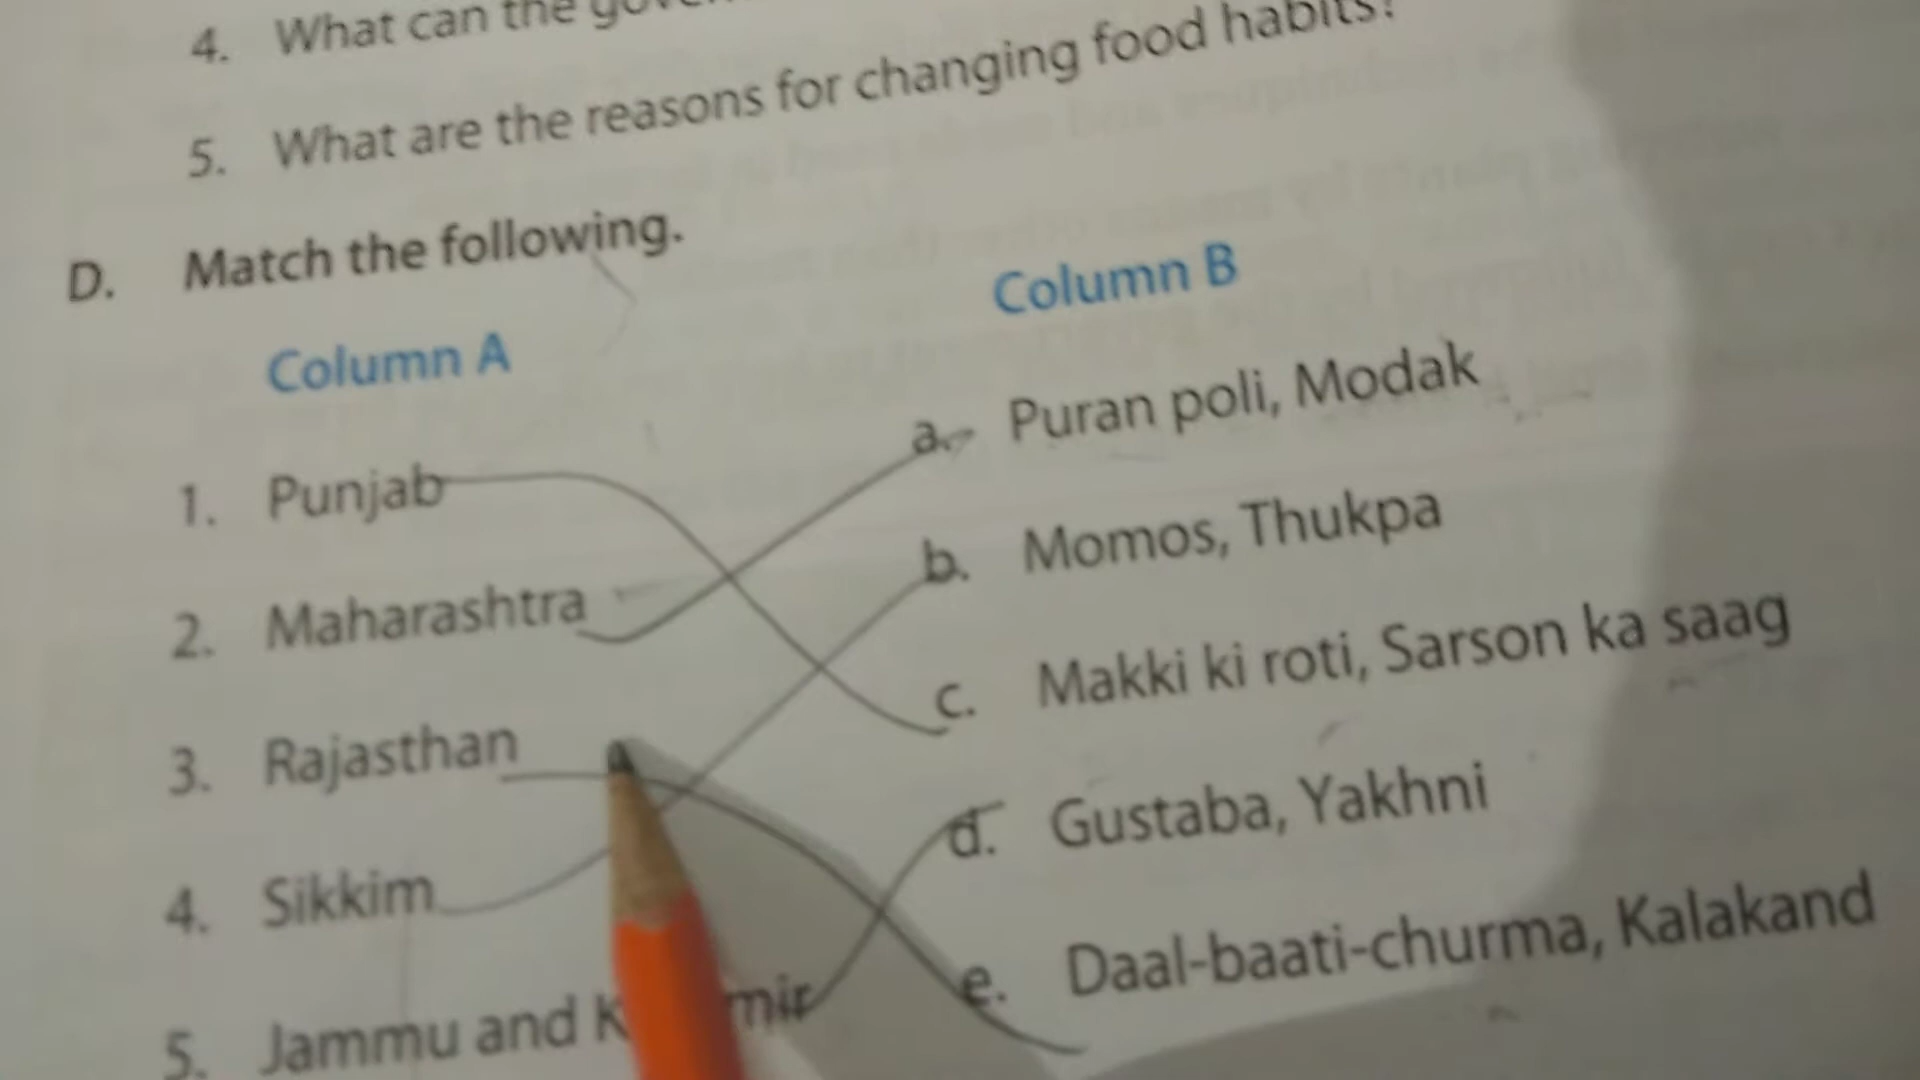 4. What can the
5. What are the reasons for changing food habits?
D. Match the following.
Column A Column B
1. Punjab a. Puran poli, Modak
2. Maharashtra b. Momos, Thukpa
3. Rajasthan c. Makki ki roti, Sarson ka saag
4. Sikkim d. Gustaba, Yakhni
5. Jammu and e. Daal-baati-churma, Kalakand